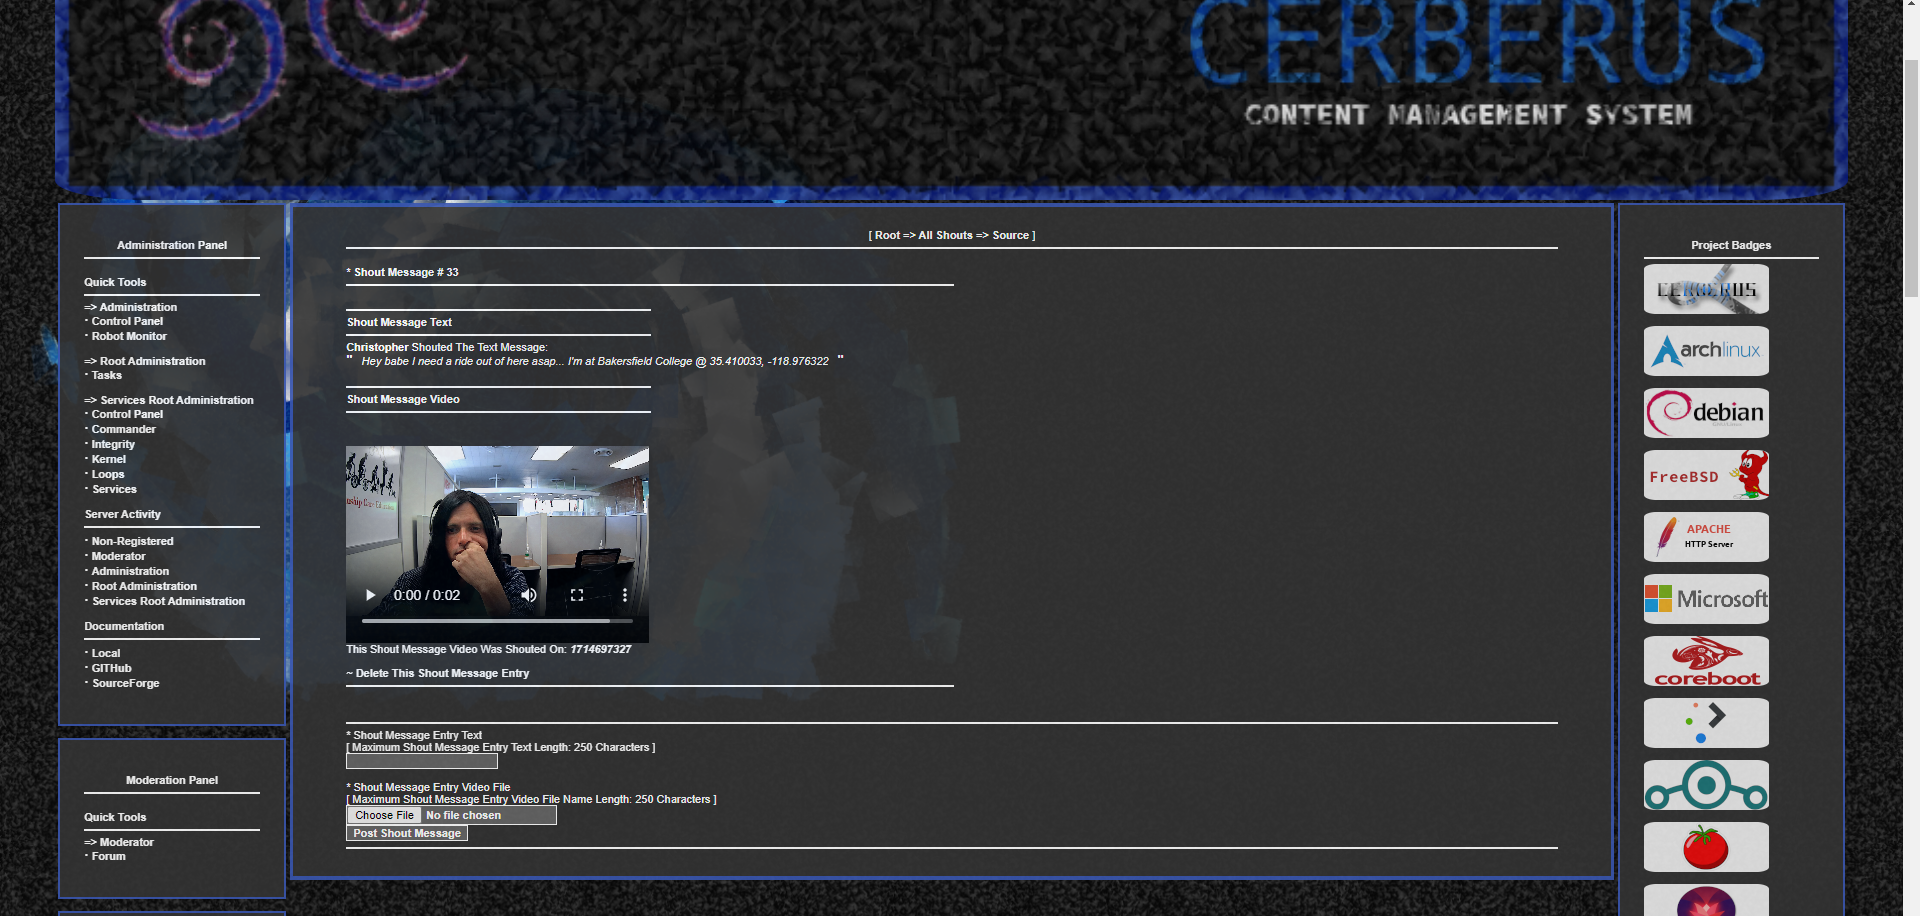 CERBERUS
CONTENT MANAGEMENT SYSTEM
Administration Panel
Quick Tools
=> Administration
· Control Panel
· Robot Monitor
=> Root Administration
· Tasks
=> Services Root Administration
· Control Panel
· Commander
· Integrity
· Kernel
· Loops
· Services
Server Activity
· Non-Registered
· Moderator
· Administration
· Root Administration
· Services Root Administration
Documentation
· Local
· GITHub
· SourceForge
Moderation Panel
Quick Tools
=> Moderator
· Forum
[ Root => All Shouts => Source ]
* Shout Message # 33
Shout Message Text
Christopher Shouted The Text Message:
" Hey babe I need a ride out of here asap... I'm at Bakersfield College @ 35.410033, -118.976322 "
Shout Message Video
0:00 / 0:02
This Shout Message Video Was Shouted On: 1714697327
~ Delete This Shout Message Entry
* Shout Message Entry Text
[ Maximum Shout Message Entry Text Length: 250 Characters ]
* Shout Message Entry Video File
[ Maximum Shout Message Entry Video File Name Length: 250 Characters ]
Choose File No file chosen
Post Shout Message
Project Badges
CERBERUS
archlinux
debian
FreeBSD
APACHE
HTTP Server
Microsoft
coreboot